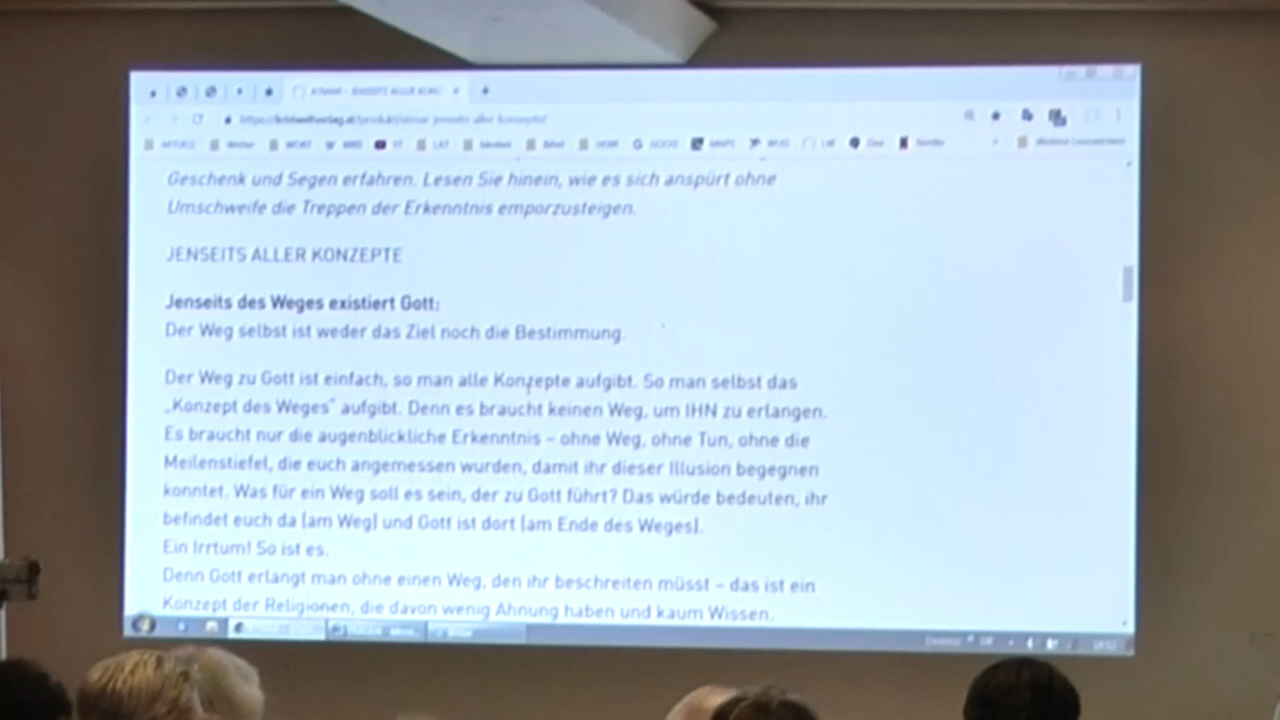 Geschenk und Segen erfahren. Lesen Sie hinein, wie es sich anspürt ohne
Umschweife die Treppen der Erkenntnis emporzusteigen.
JENSEITS ALLER KONZEPTE
Jenseits des Weges existiert Gott:
Der Weg selbst ist weder das Ziel noch die Bestimmung.
Der Weg zu Gott ist einfach, so man alle Konzepte aufgibt. So man selbst das
„Konzept des Weges“ aufgibt. Denn es braucht keinen Weg, um IHN zu erlangen.
Es braucht nur die augenblickliche Erkenntnis – ohne Weg, ohne Tun, ohne die
Meilenstiefel, die euch angemessen wurden, damit ihr dieser Illusion begegnen
konntet. Was für ein Weg soll es sein, der zu Gott führt? Das würde bedeuten, ihr
befindet euch da (am Weg) und Gott ist dort (am Ende des Weges).
Ein Irrtum! So ist es.
Denn Gott erlangt man ohne einen Weg, den ihr beschreiten müsst – das ist ein
Konzept der Religionen, die davon wenig Ahnung haben und kaum Wissen.